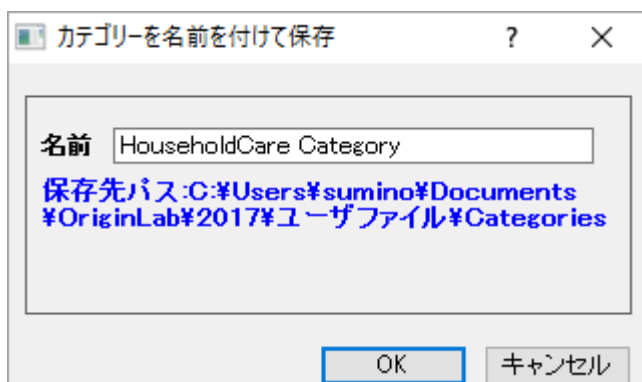 カテゴリーを名前を付けて保存
名前 HouseholdCare Category
保存先パス:C:¥Users¥sumino¥Documents
¥OriginLab¥2017¥ユーザファイル¥Categories
OK キャンセル